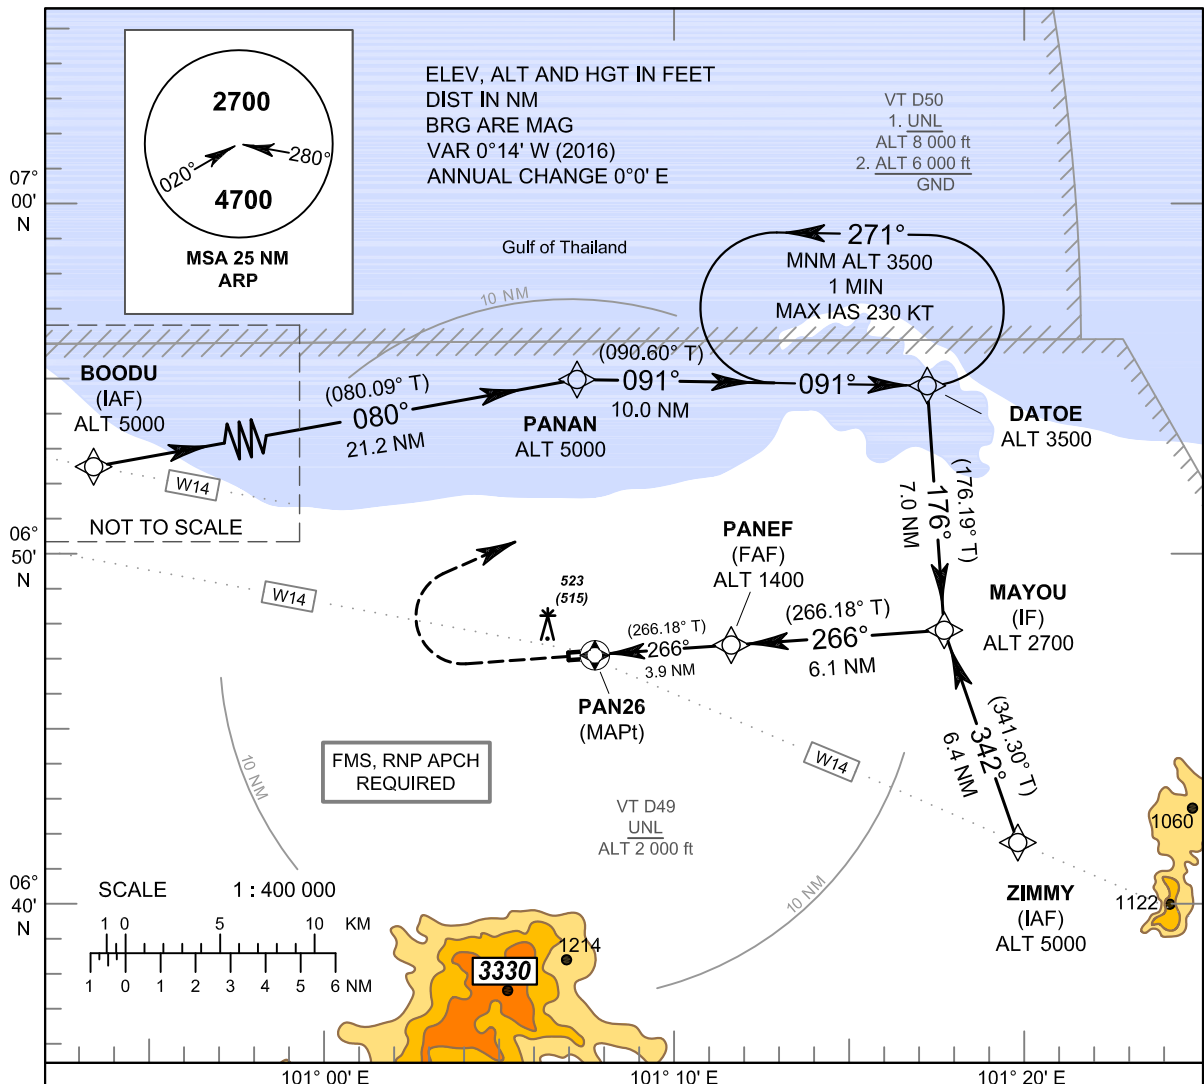 2700
020°
280°
4700
MSA 25 NM
ARP
ELEV, ALT AND HGT IN FEET
DIST IN NM
BRG ARE MAG
VAR 0°14' W (2016)
ANNUAL CHANGE 0°0' E
VT D50
1. UNL
ALT 8 000 ft
2. ALT 6 000 ft
GND
07°
00'
N
Gulf of Thailand
271°
MNM ALT 3500
1 MIN
MAX IAS 230 KT
10 NM
BOODU
(IAF)
ALT 5000
(080.09° T)
080°
21.2 NM
PANAN
ALT 5000
(090.60° T)
091°
10.0 NM
091°
DATOE
ALT 3500
W14
NOT TO SCALE
06°
50'
N
(176.19° T)
176°
7.0 NM
PANEF
(FAF)
ALT 1400
523
(515)
W14
MAYOU
(IF)
ALT 2700
(266.18° T)
266°
6.1 NM
(266.18° T)
266°
3.9 NM
PAN26
(MAPt)
(341.30° T)
342°
6.4 NM
W14
10 NM
FMS, RNP APCH
REQUIRED
VT D49
UNL
ALT 2 000 ft
1060
10 NM
ZIMMY
(IAF)
ALT 5000
1122
06°
40'
N
SCALE 1 : 400 000
1 0 5 10 KM
1 0 1 2 3 4 5 6 NM
1214
3330
101° 00' E
101° 10' E
101° 20' E